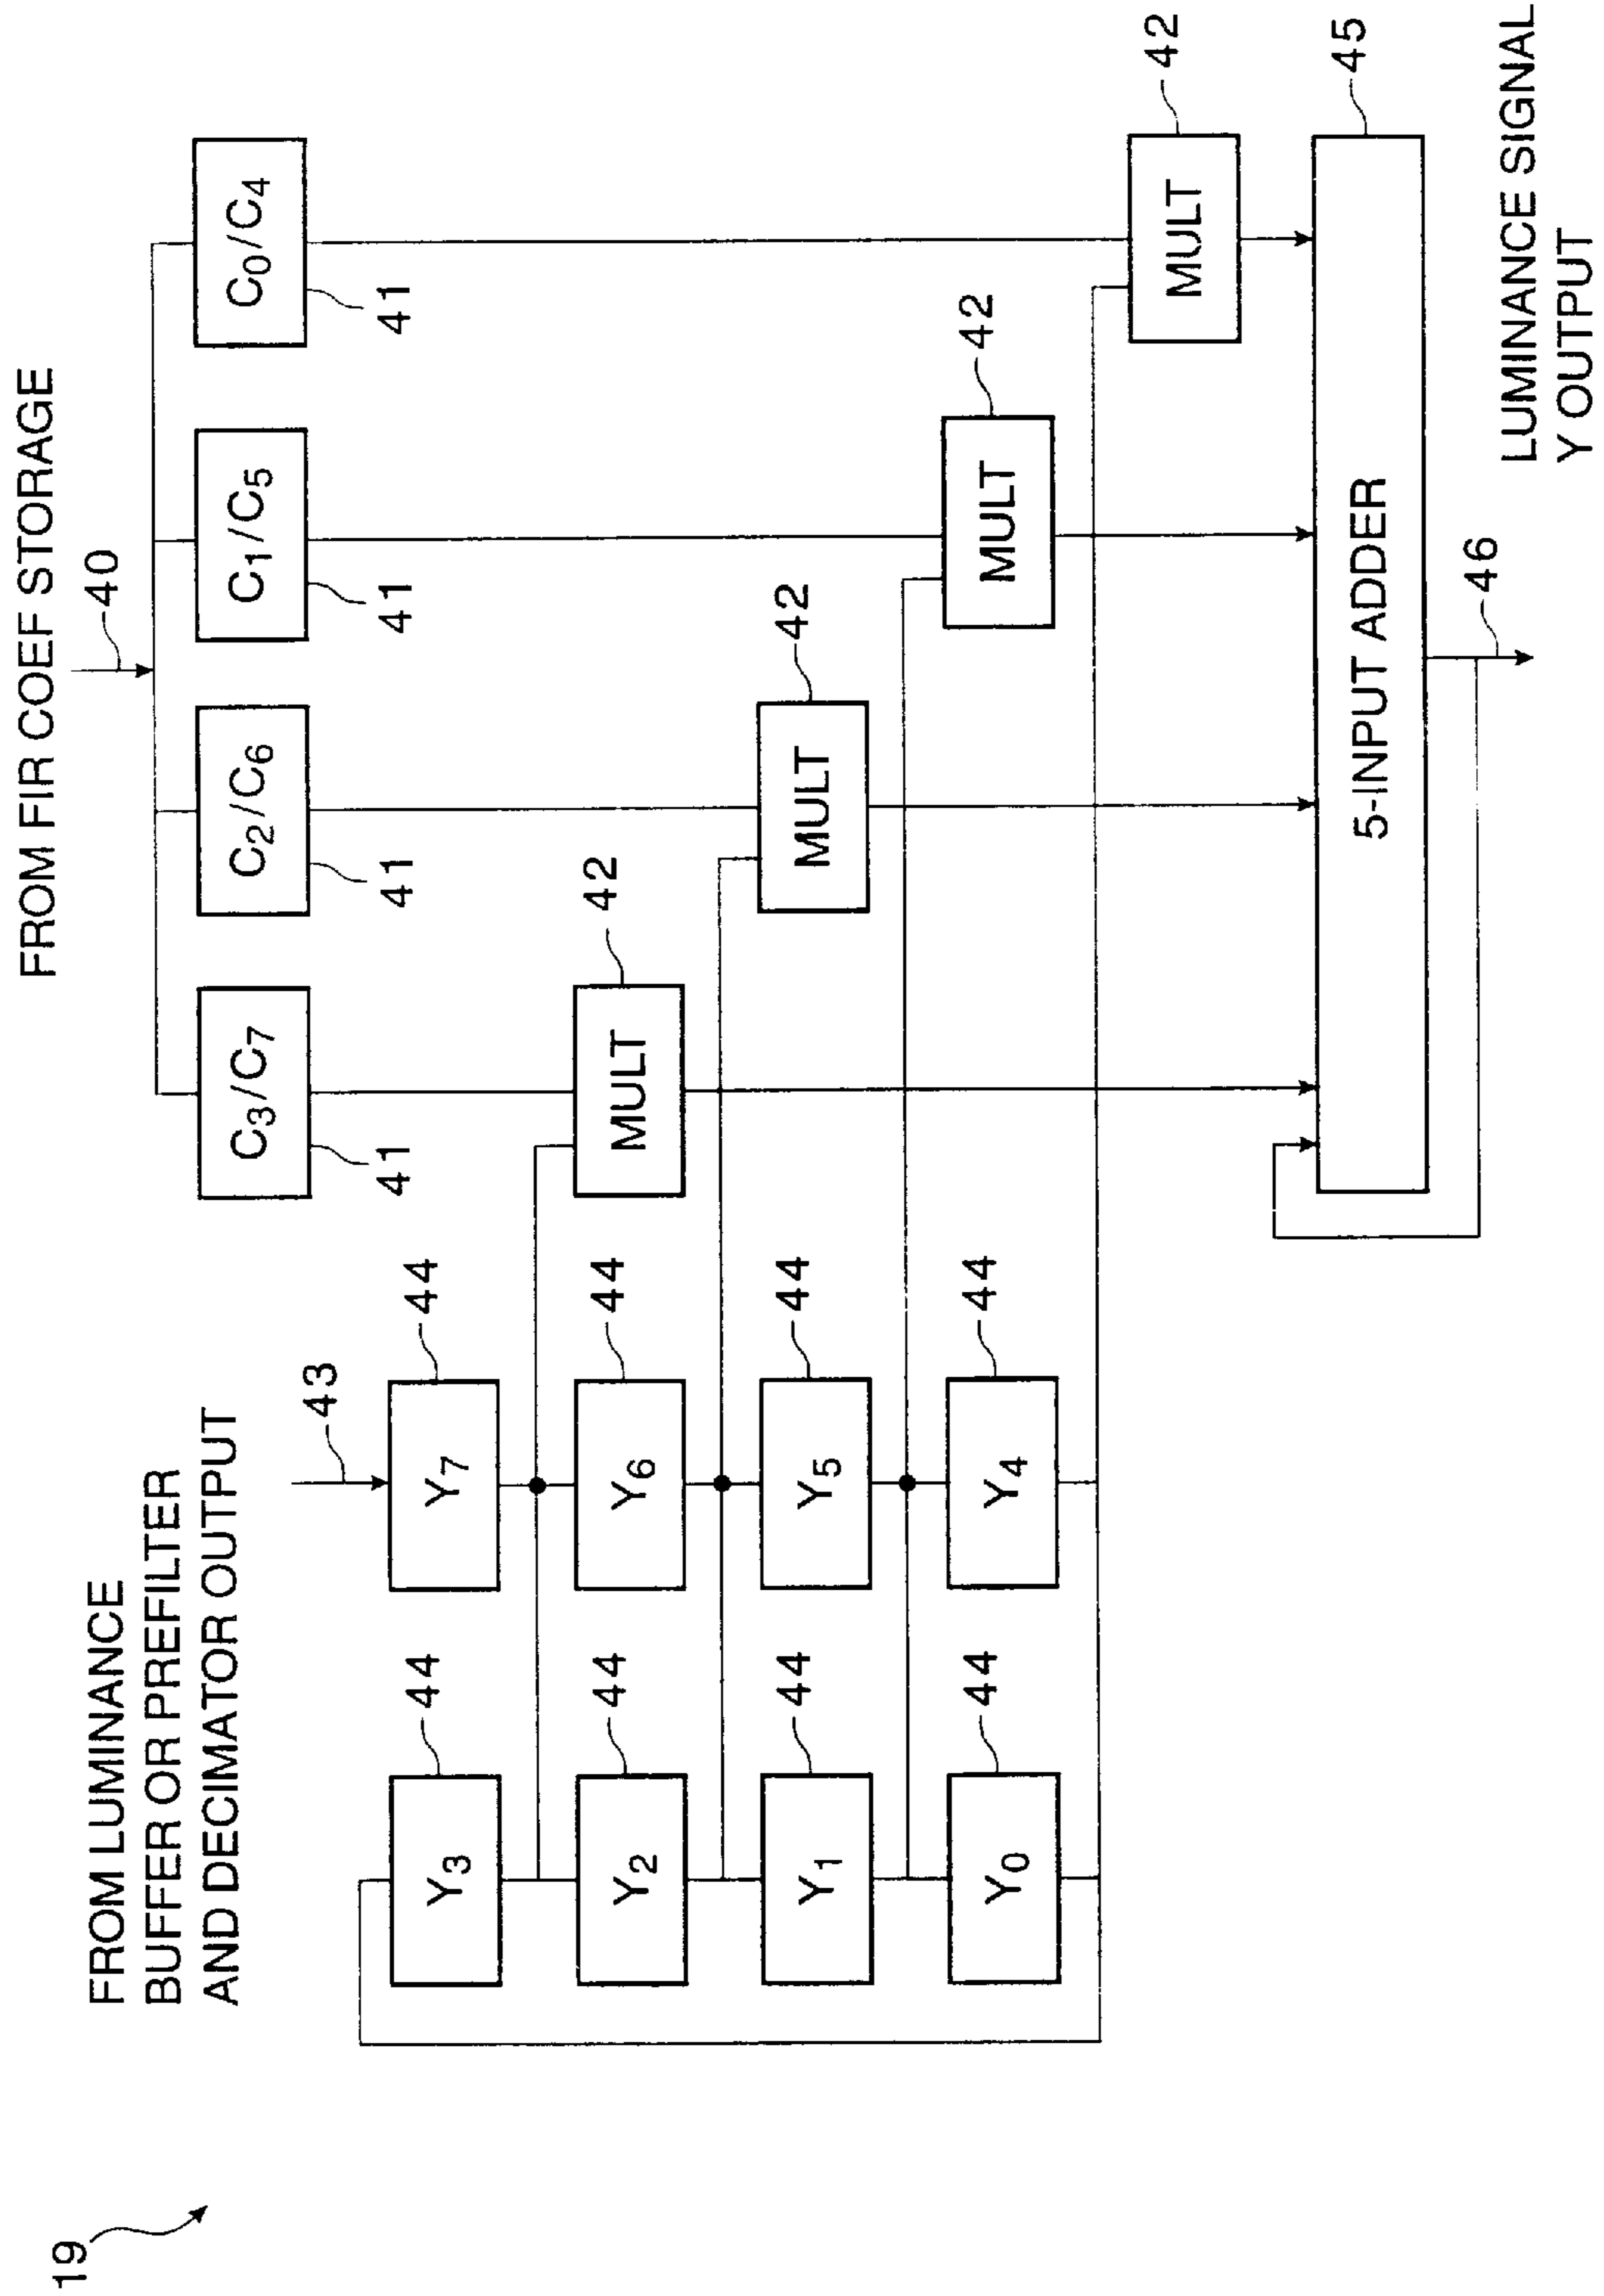 19
FROM LUMINANCE
BUFFER OR PREFILTER
AND DECIMATOR OUTPUT
43
FROM FIR COEF STORAGE
40
C3/C7
C2/C6
C1/C5
C0/C4
41
41
41
41
Y3
44
Y7
44
MULT
42
Y2
44
Y6
44
MULT
42
Y1
44
Y5
44
MULT
42
Y0
44
Y4
44
MULT
42
5-INPUT ADDER
45
46
LUMINANCE SIGNAL
Y OUTPUT